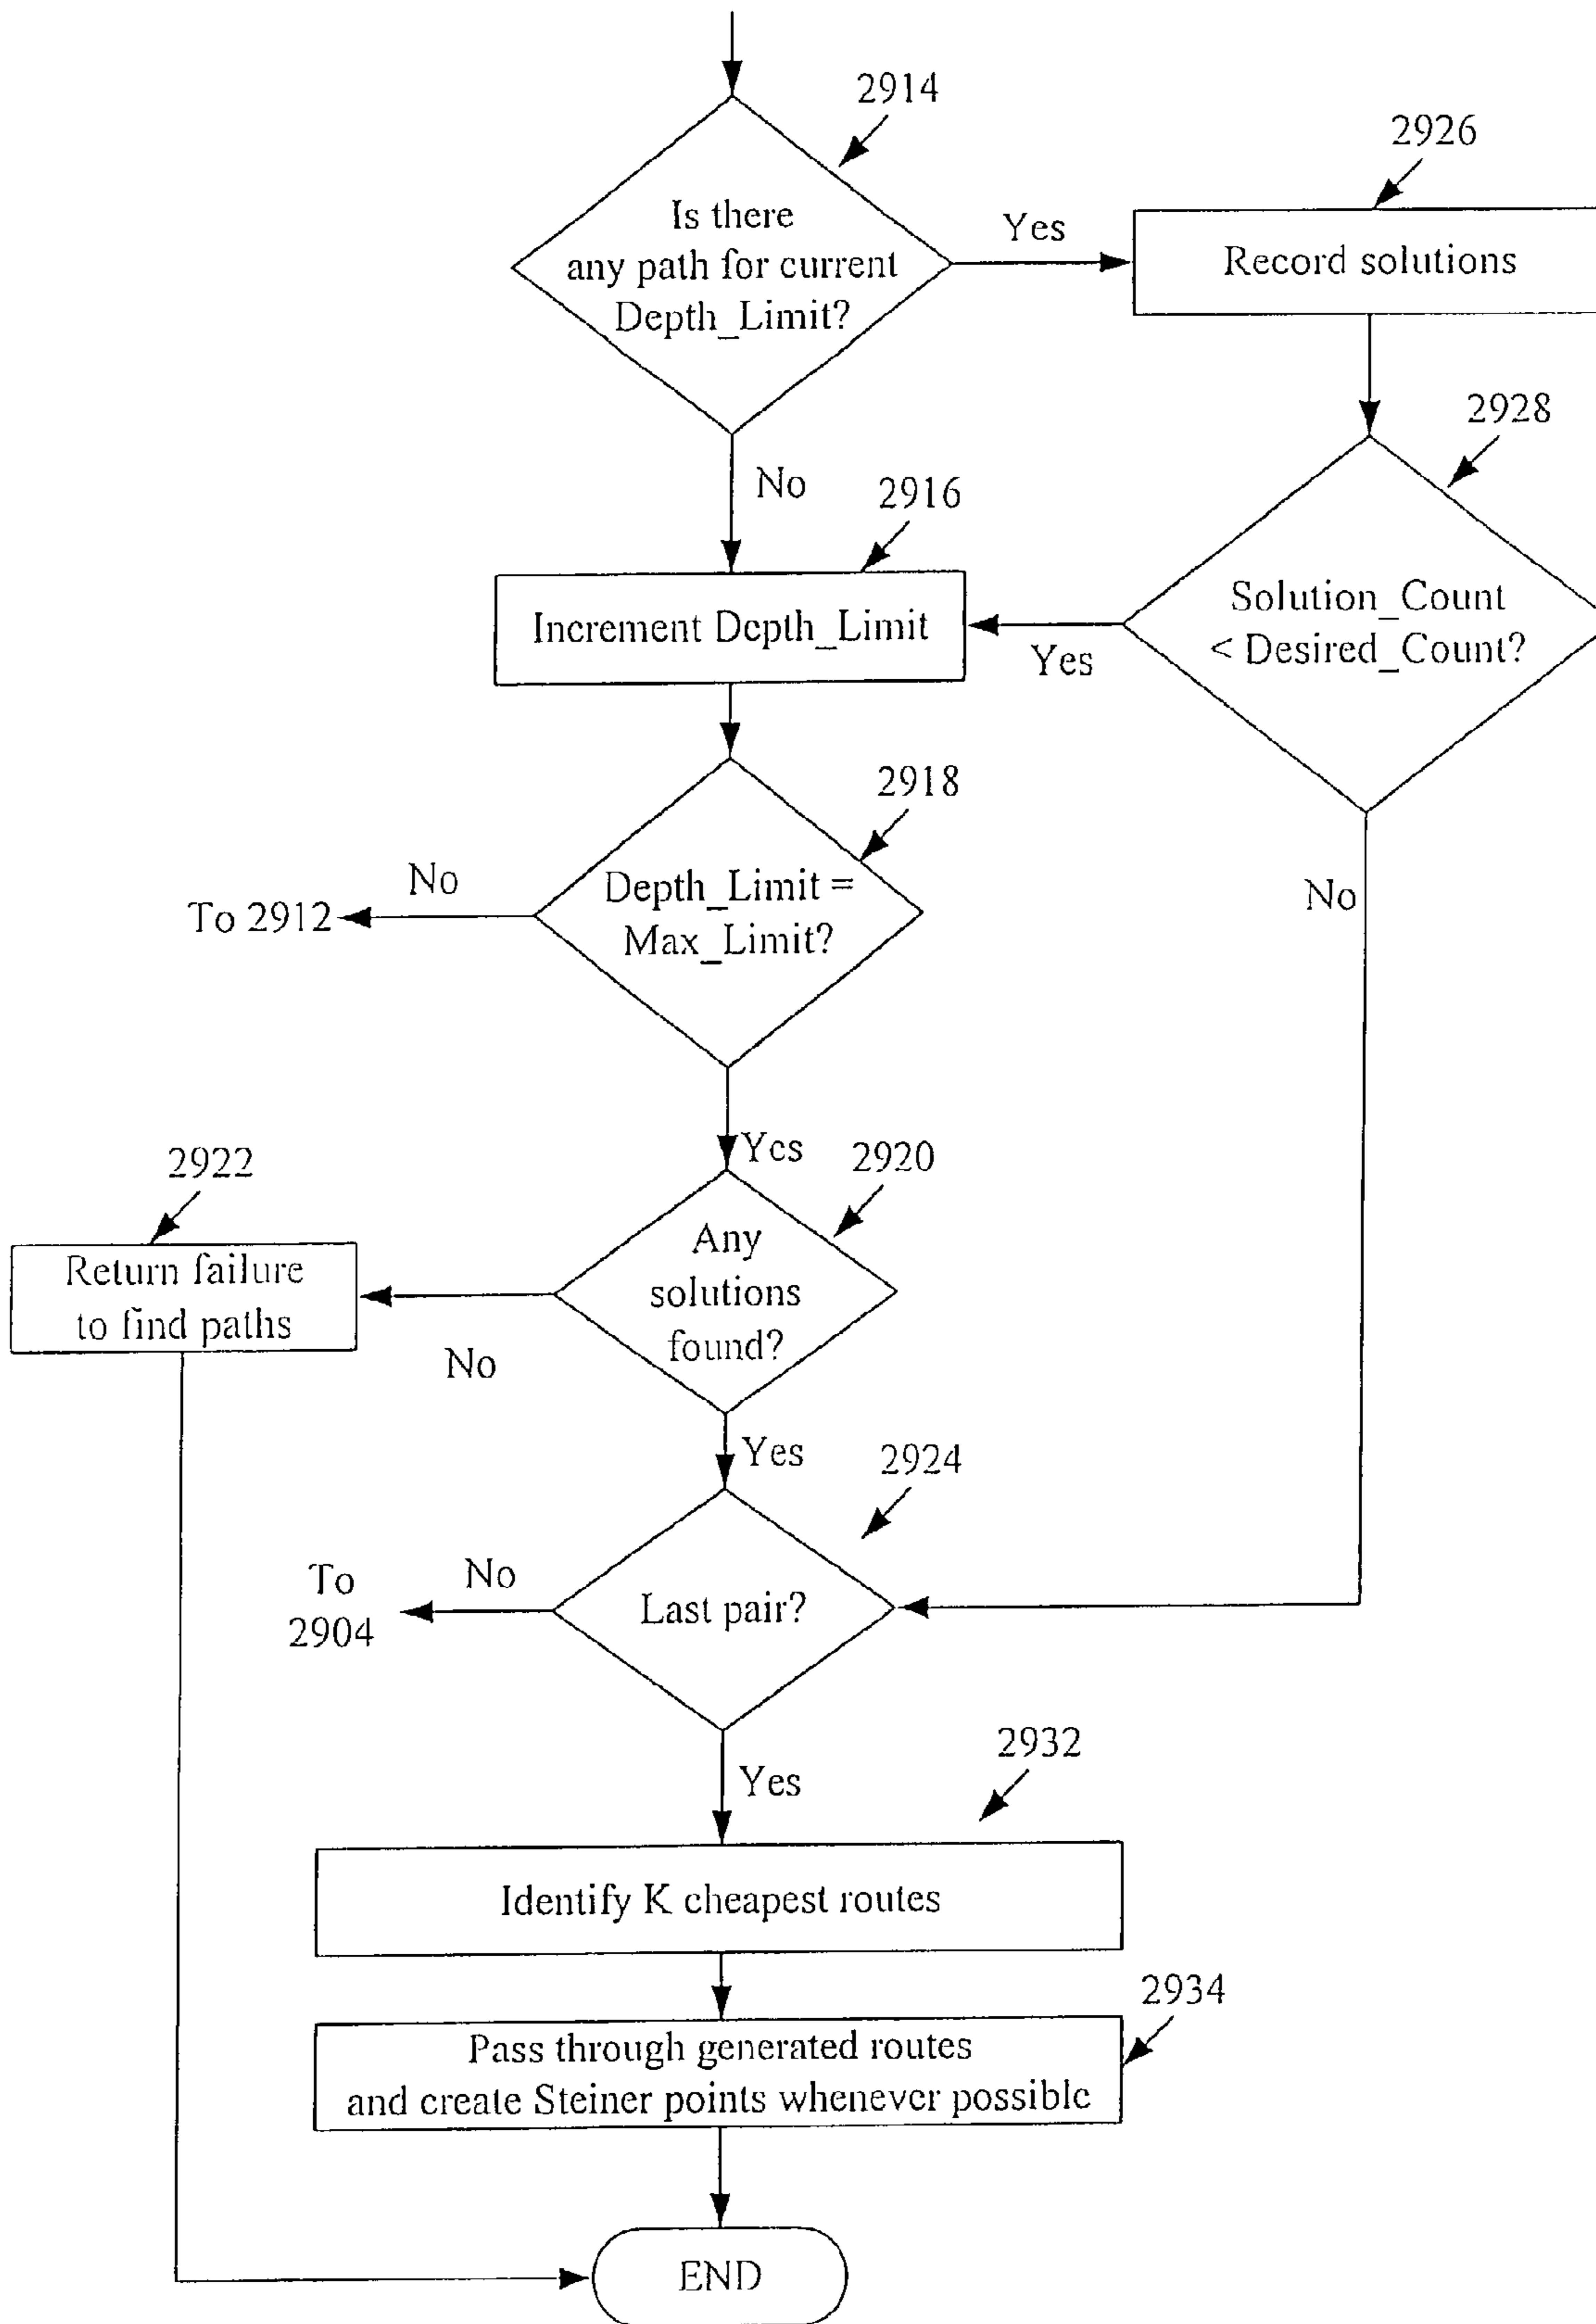 2914
Is there
any path for current
Depth_Limit?
Yes
2926
Record solutions
2928
No
2916
Increment Depth_Limit
Yes
Solution_Count
< Desired_Count?
2918
No
To 2912
Depth_Limit =
Max_Limit?
No
Yes
2922
2920
Return failure
to find paths
Any
solutions
found?
No
Yes
2924
To
2904
No
Last pair?
2932
Yes
Identify K cheapest routes
2934
Pass through generated routes
and create Steiner points whenever possible
END